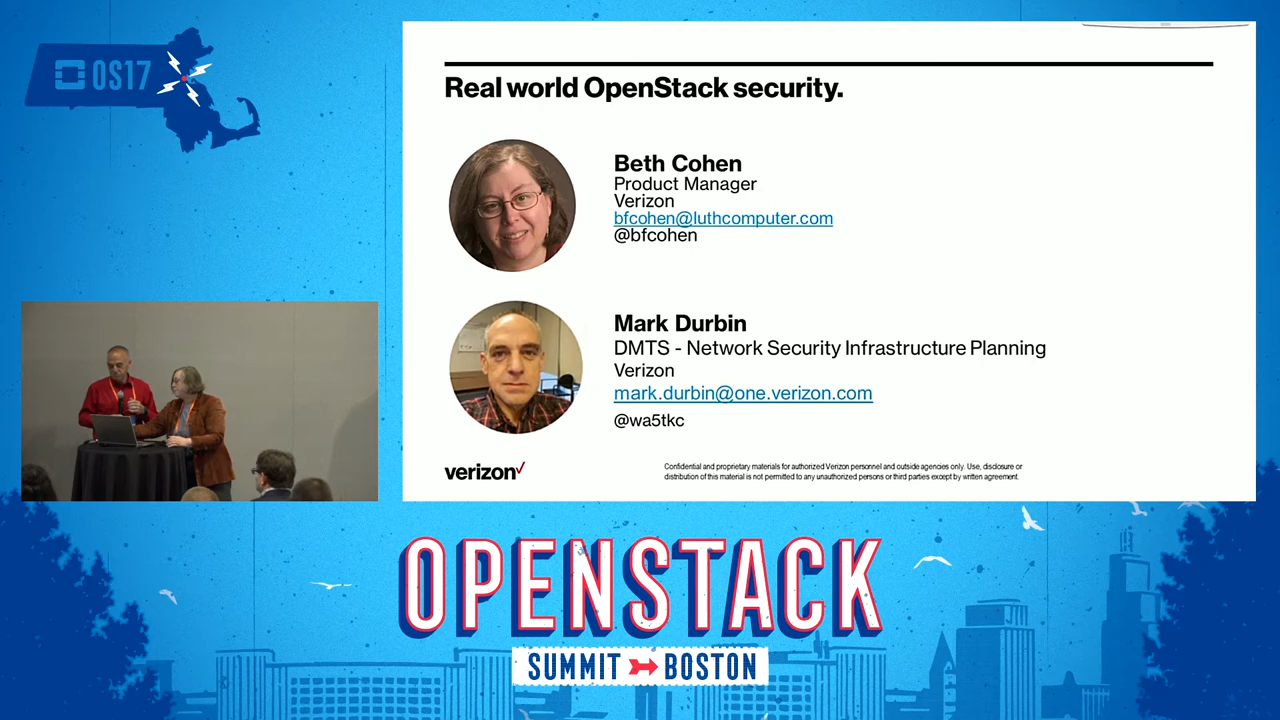 OS17
Real world OpenStack security.
Beth Cohen
Product Manager
Verizon
bfcohen@luthcomputer.com
@bfcohen
Mark Durbin
DMTS - Network Security Infrastructure Planning
Verizon
mark.durbin@one.verizon.com
@wa5tkc
verizon
Confidential and proprietary materials for authorized Verizon personnel and outside agencies only. Use, disclosure or
distribution of this material is not permitted to any unauthorized persons or third parties except by written agreement.
OPENSTACK
SUMMIT BOSTON